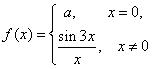 f(x) = { a, x = 0,
sin 3x / x, x ≠ 0